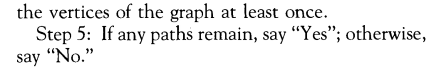 the vertices of the graph at least once.
Step 5: If any paths remain, say “Yes”; otherwise,
say “No.”